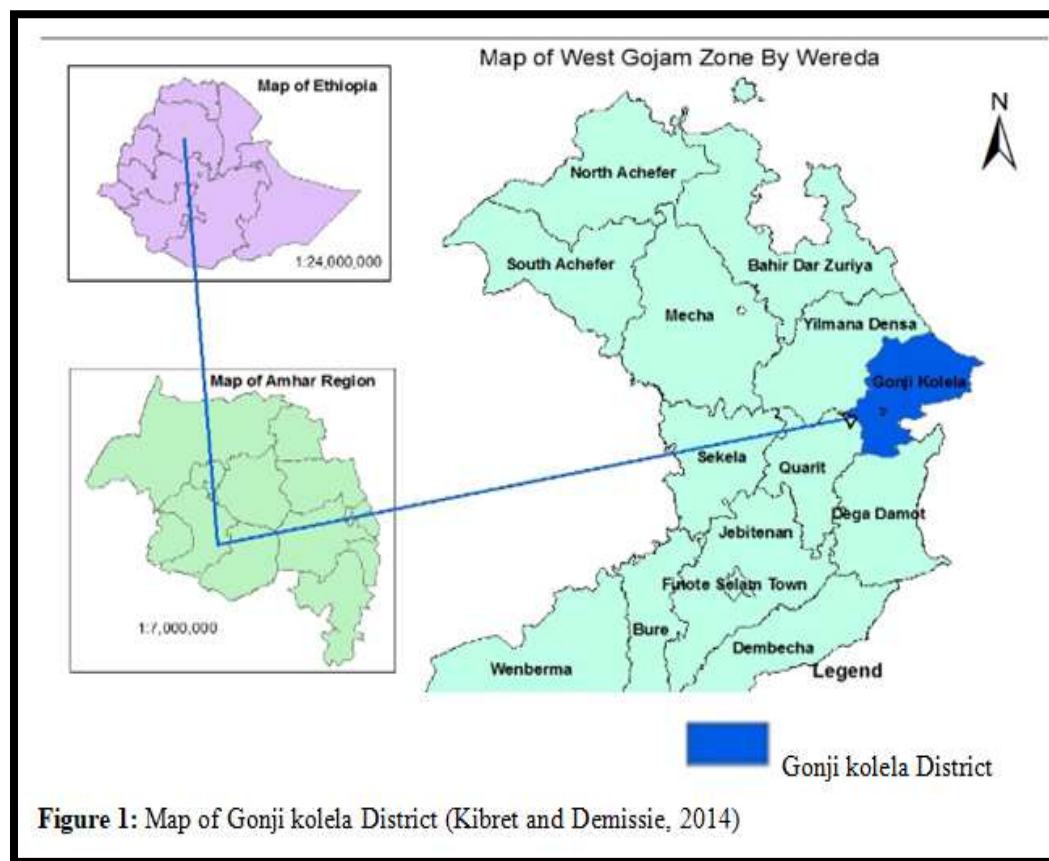 Map of West Gojam Zone By Wereda
Map of Ethiopia
1:24,000,000
N
North Achefer
South Achefer
Bahir Dar Zuriya
Mecha
Yilmana Densa
Gonji Kolela
Map of Amhar Region
1:7,000,000
Sekela
Quarit
Dega Damot
Jebitenan
Finote Selam Town
Bure
Dembecha
Wenberma
Legend
Gonji kolela District
Figure 1: Map of Gonji kolela District (Kibret and Demissie, 2014)